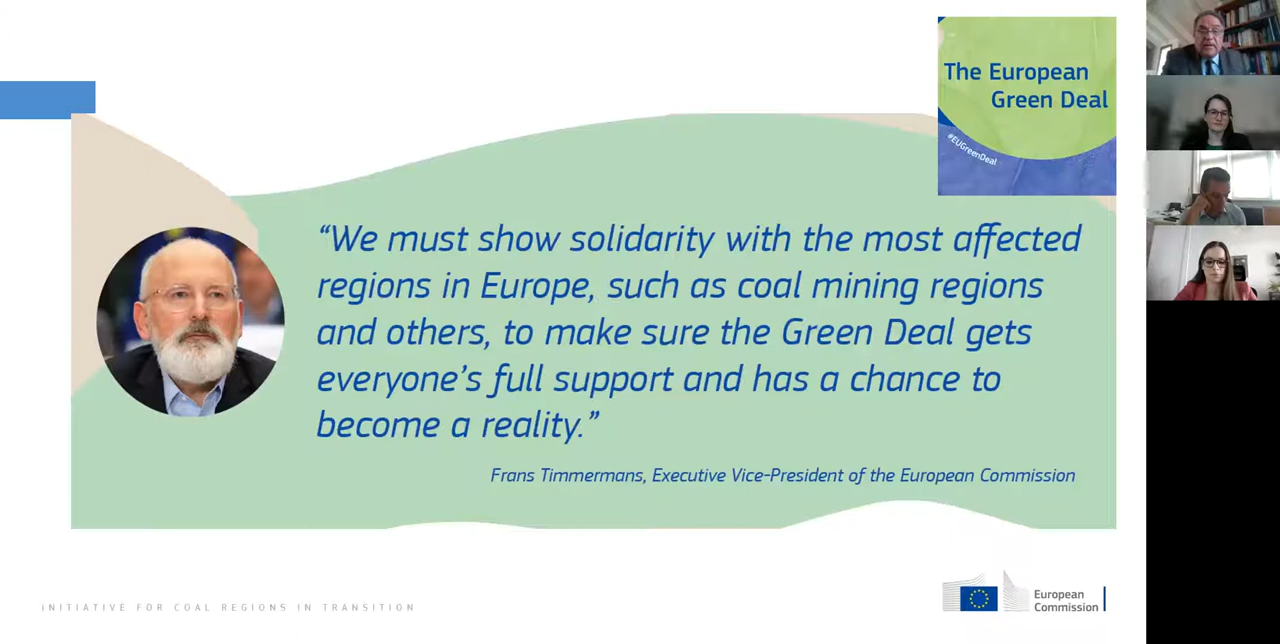 The European
Green Deal
#EUGreenDeal
“We must show solidarity with the most affected
regions in Europe, such as coal mining regions
and others, to make sure the Green Deal gets
everyone’s full support and has a chance to
become a reality.”
Frans Timmermans, Executive Vice-President of the European Commission
INITIATIVE FOR COAL REGIONS IN TRANSITION
European
Commission